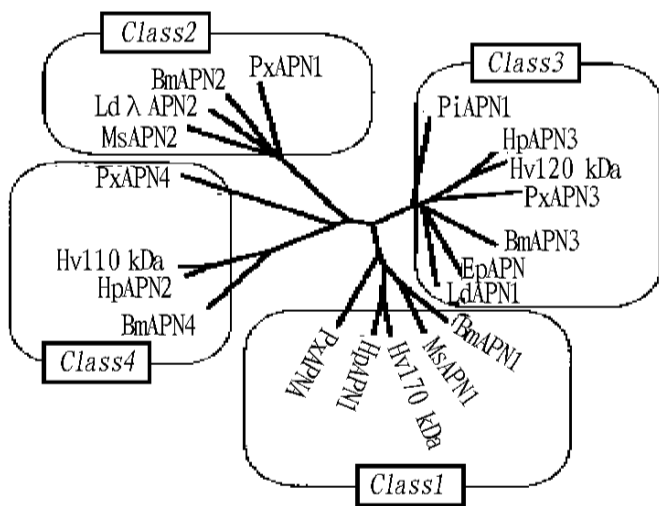 Class2
BmAPN2
PxAPN1
Ld λ APN2
MsAPN2
Class3
PiAPN1
HpAPN3
Hv120 kDa
PxAPN3
BmAPN3
EpAPN
LdAPN1
PxAPN4
Hv110 kDa
HpAPN2
BmAPN4
Class4
PxAPNA
HpAPN1
Hv170 kDa
MsAPN1
BmAPN1
Class1